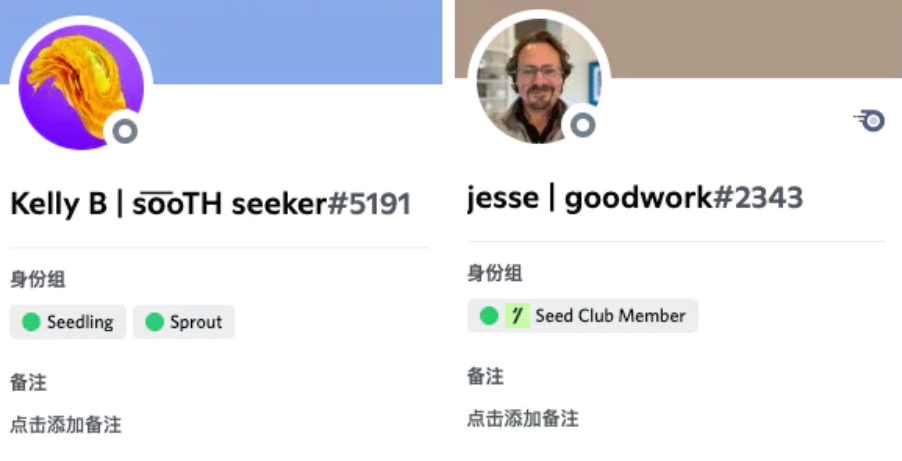 Kelly B | s̅o̅o̅TH seeker#5191
身份组
Seedling
Sprout
备注
点击添加备注
jesse | goodwork#2343
身份组
Seed Club Member
备注
点击添加备注